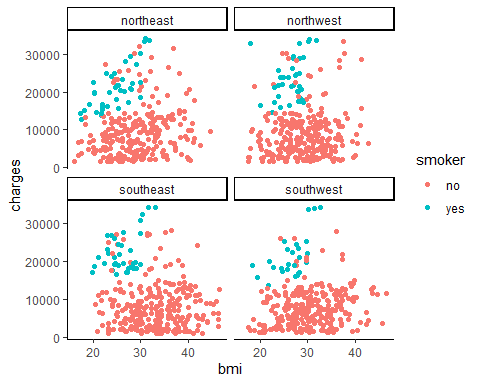 northeast
northwest
30000
20000
10000
0
southeast
southwest
30000
20000
10000
0
charges
20
30
40
20
30
40
bmi
smoker
no
yes